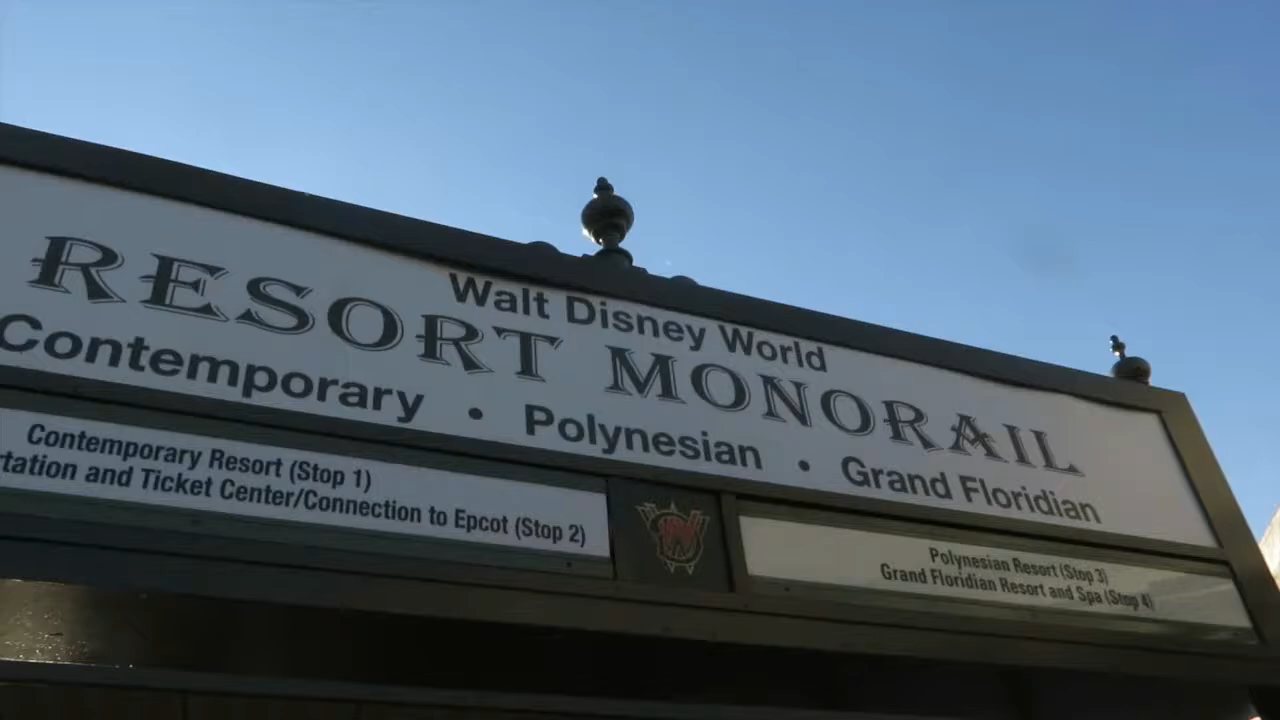 Walt Disney World
RESORT MONORAIL
Contemporary • Polynesian • Grand Floridian
Contemporary Resort (Stop 1)
tation and Ticket Center/Connection to Epcot (Stop 2)
Polynesian Resort (Stop 3)
Grand Floridian Resort and Spa (Stop 4)